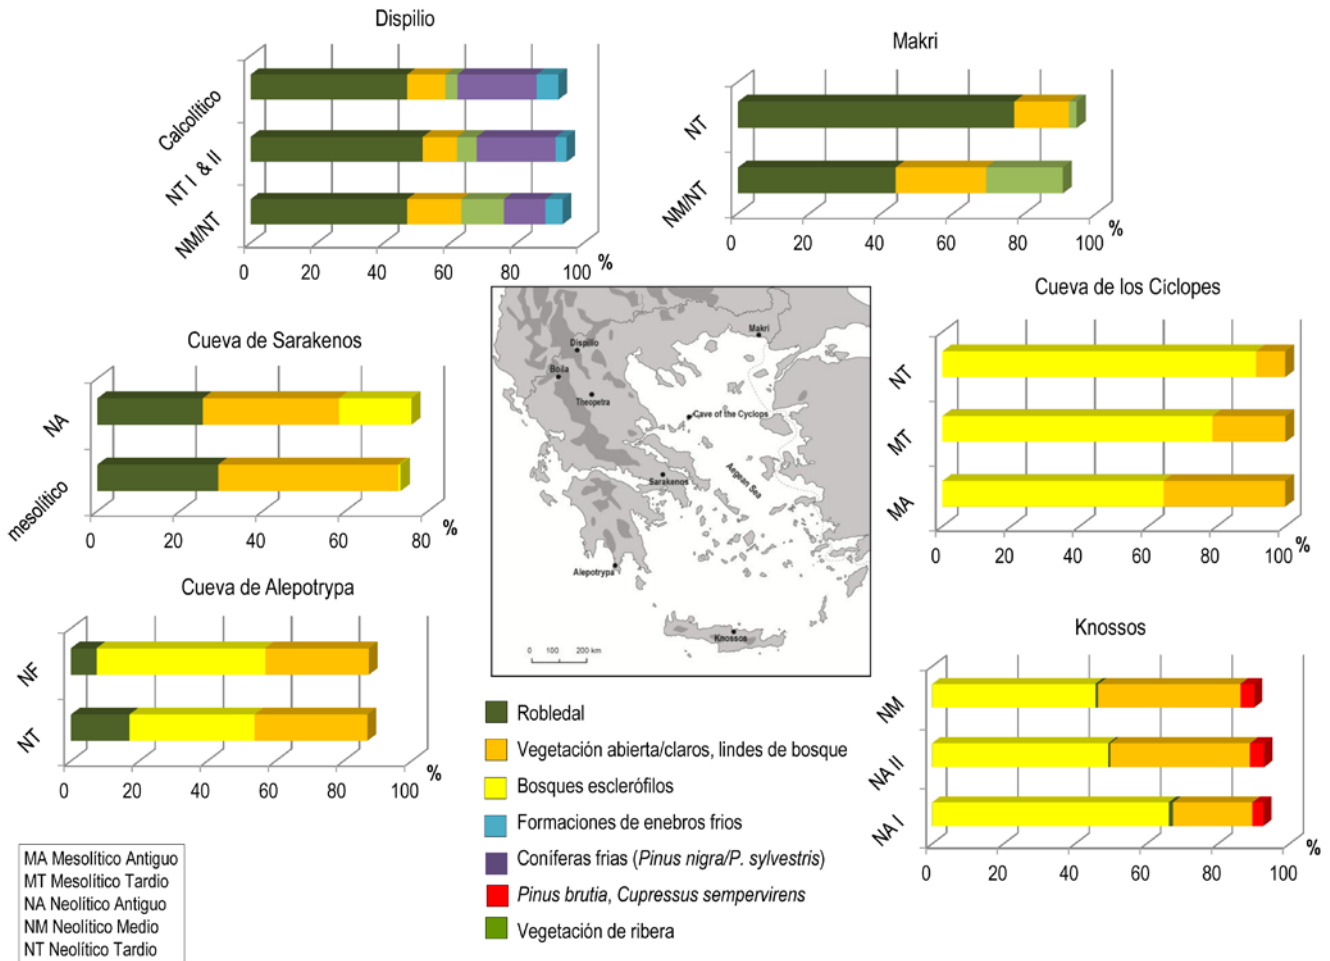 Dispilio
Calcolítico
NT I & II
NM/NT
0 20 40 60 80 100 %
Makri
NT
NM/NT
0 20 40 60 80 100 %
Cueva de Sarakenos
NA
mesolítico
0 20 40 60 80 %
Cueva de los Ciclopes
NT
MT
MA
0 20 40 60 80 100 %
Cueva de Alepotrypa
NF
NT
0 20 40 60 80 100 %
Knossos
NM
NA II
NA I
0 20 40 60 80 100 %
Makri
Dispilio
Boila
Theopetra
Cave of the Cyclops
Sarakenos
Aegean Sea
Alepotrypa
Knossos
0 100 200 km
Robledal
Vegetación abierta/claros, lindes de bosque
Bosques esclerófilos
Formaciones de enebros frios
Coníferas frias (Pinus nigra/P. sylvestris)
Pinus brutia, Cupressus sempervirens
Vegetación de ribera
MA Mesolítico Antiguo
MT Mesolítico Tardio
NA Neolítico Antiguo
NM Neolítico Medio
NT Neolítico Tardio